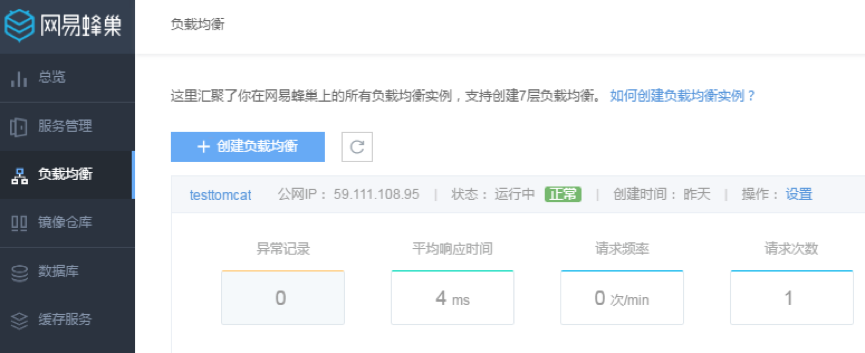 网易蜂巢
负载均衡
总览
服务管理
负载均衡
镜像仓库
数据库
缓存服务
这里汇聚了你在网易蜂巢上的所有负载均衡实例，支持创建7层负载均衡。 如何创建负载均衡实例？
+ 创建负载均衡
testtomcat 公网IP： 59.111.108.95 | 状态： 运行中 正常 | 创建时间： 昨天 | 操作： 设置
异常记录 平均响应时间 请求频率 请求次数
0 4 ms 0 次/min 1